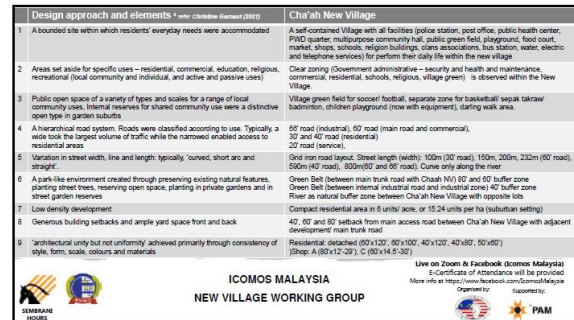 Design approach and elements * refer Christine Garnaut (2021)
Cha'ah New Village
1
A bounded site within which residents' everyday needs were accommodated
A self-contained Village with all facilities (police station, post office, public health center,
PWD quarter, multipurpose community hall, public green field, playground, food court,
market, shops, schools, religion buildings, clans associations, bus station, water, electric
and telephone services) for perform their daily life within the new village
2
Areas set aside for specific uses – residential, commercial, education, religious,
recreational (local community and individual, and active and passive uses)
Clear zoning (Government administrative – security and health and maintenance,
commercial, residential, schools, religious, village green) is observed within the New
Village.
3
Public open space of a variety of types and scales for a range of local
community uses. Internal reserves for shared community use were a distinctive
open type in garden suburbs
Village green field for soccer/ football, separate zone for basketball/ sepak takraw/
badminton, children playground (now with equipment), darling walk area.
4
A hierarchical road system. Roads were classified according to use. Typically, a
wide took the largest volume of traffic while the narrowed enabled access to
residential areas
66' road (industrial), 60' road (main road and commercial),
30' and 40' road (residential)
20' road (service),
5
Variation in street width, line and length: typically, 'curved, short arc and
straight'.
Grid iron road layout. Street length (width): 100m (30' road), 150m, 200m, 232m (60' road),
590m (40' road), 800m(60' and 66' road). Curve only along the river
6
A park-like environment created through preserving existing natural features,
planting street trees, reserving open space, planting in private gardens and in
street garden reserves
Green Belt (between main trunk road with Chaah NV) 80' and 60' buffer zone
Green Belt (between internal industrial road and industrial zone) 40' buffer zone
River as natural buffer zone between Cha'ah New Village with opposite lots
7
Low density development
Compact residential area in 6 units/ acre, or 15.24 units per ha (suburban setting)
8
Generous building setbacks and ample yard space front and back
40', 60' and 80' setback from main access road between Cha'ah New Village with adjacent
development/ main trunk road
9
'architectural unity but not uniformity' achieved primarily through consistency of
style, form, scale, colours and materials
Residential: detached (60'x120', 60'x100', 40'x120', 40'x80', 50'x60')
)Shop: A (80'x12'-29'), C (60'x14.5'-30')
SEMBRANI
HOURS
ICOMOS MALAYSIA
NEW VILLAGE WORKING GROUP
Live on Zoom & Facebook (Icomos Malaysia)
E-Certificate of Attendance will be provided
More info at https://www.facebook.com/IcomosMalaysia
Organised by:
Supported by:
PAM